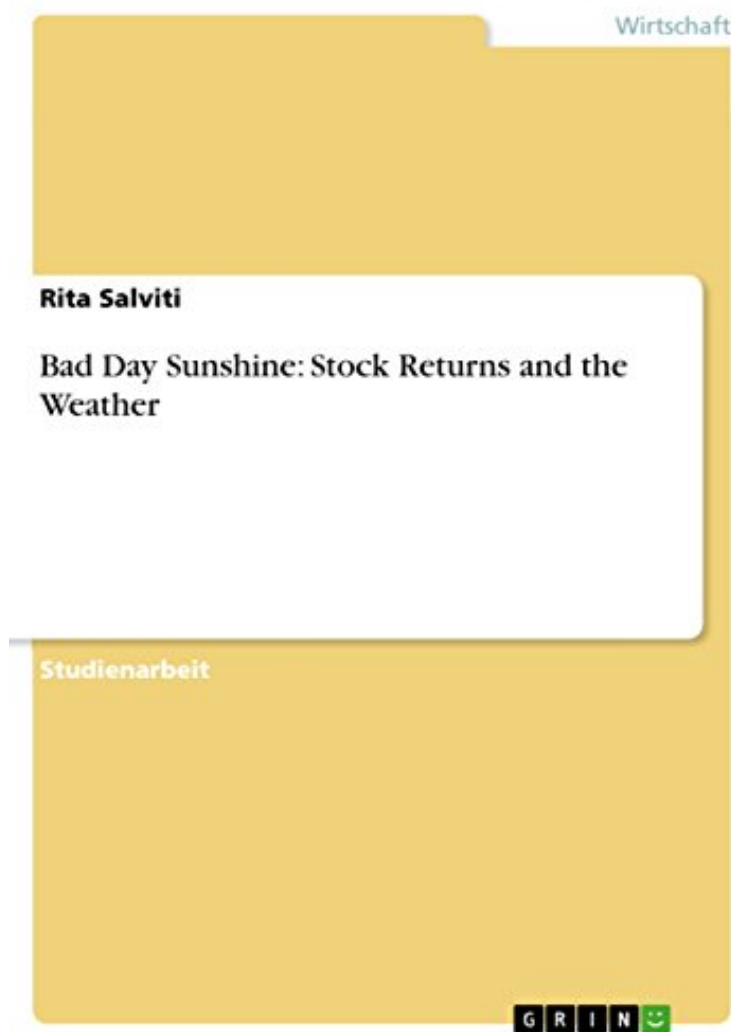 Wirtschaft
Rita Salviti
Bad Day Sunshine: Stock Returns and the
Weather
Studienarbeit
GRIN